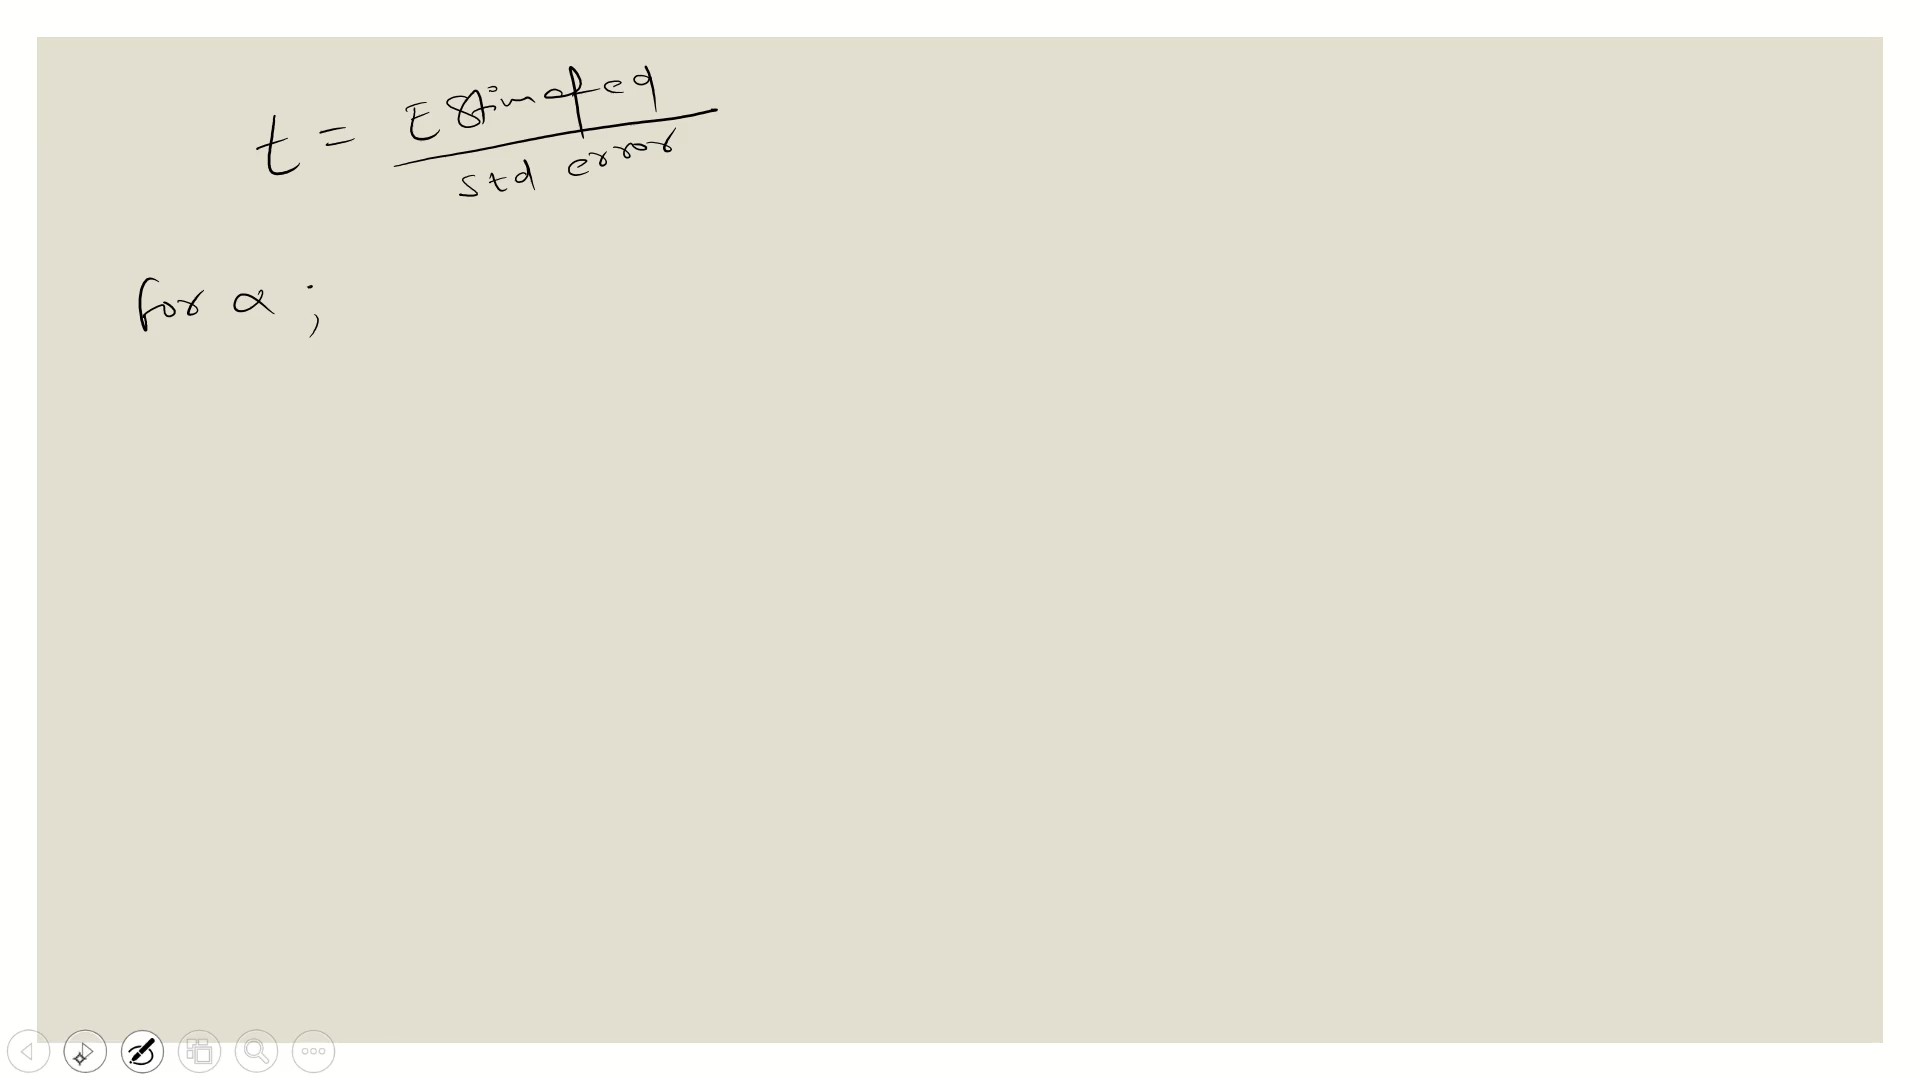 t = Estimated
std error
for α ;